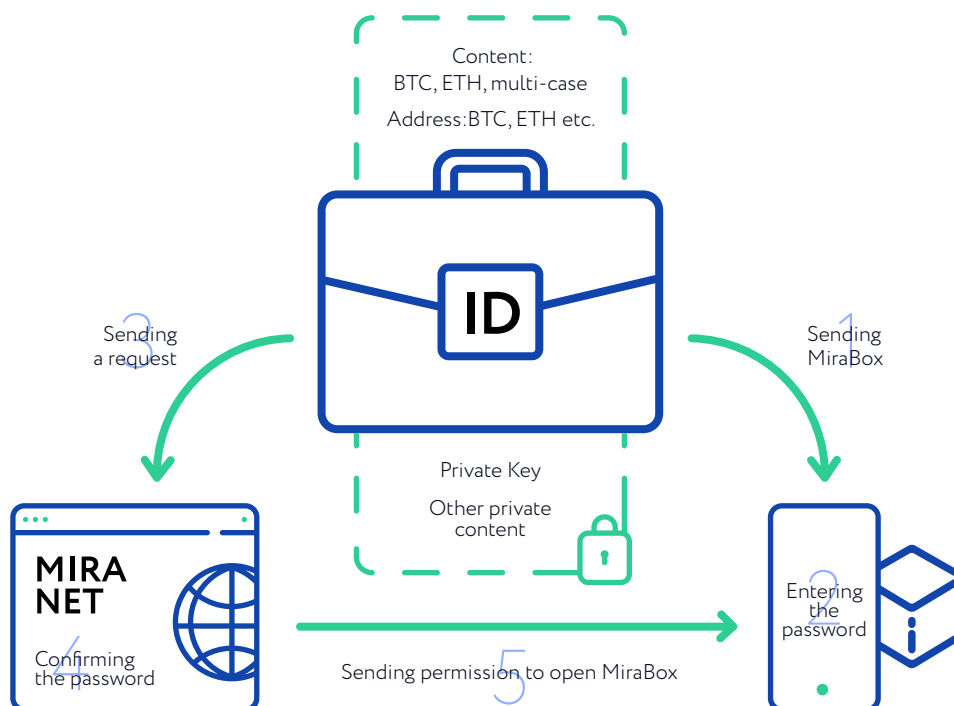 Content:
BTC, ETH, multi-case
Address:BTC, ETH etc.
ID
3
Sending
a request
1
Sending
MiraBox
Private Key
Other private
content
MIRA
NET
4
Confirming
the password
2
Entering
the
password
5
Sending permission to open MiraBox